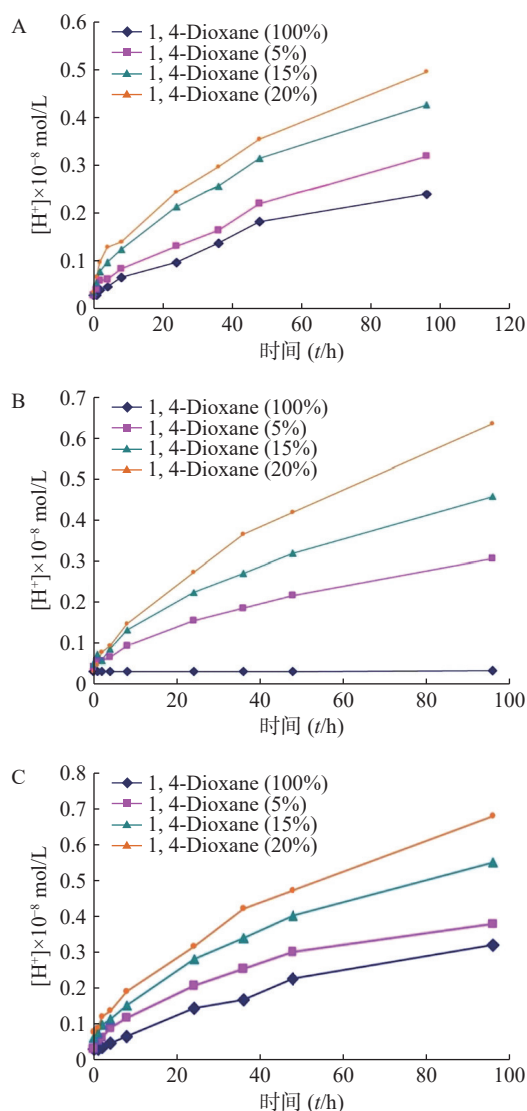 A
1, 4-Dioxane (100%)
1, 4-Dioxane (5%)
1, 4-Dioxane (15%)
1, 4-Dioxane (20%)
[H⁺]×10⁻⁸ mol/L
0.6
0.5
0.4
0.3
0.2
0.1
0
0 20 40 60 80 100 120
时间 (t/h)
B
1, 4-Dioxane (100%)
1, 4-Dioxane (5%)
1, 4-Dioxane (15%)
1, 4-Dioxane (20%)
[H⁺]×10⁻⁸ mol/L
0.7
0.6
0.5
0.4
0.3
0.2
0.1
0
0 20 40 60 80 100
时间 (t/h)
C
1, 4-Dioxane (100%)
1, 4-Dioxane (5%)
1, 4-Dioxane (15%)
1, 4-Dioxane (20%)
[H⁺]×10⁻⁸ mol/L
0.8
0.7
0.6
0.5
0.4
0.3
0.2
0.1
0
0 20 40 60 80 100
时间 (t/h)